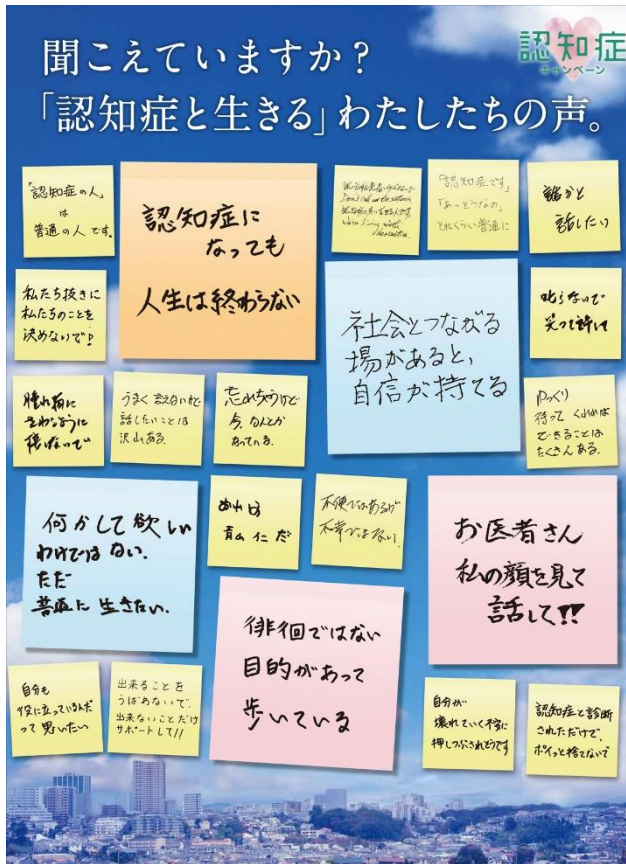 聞こえていますか?
「認知症と生きる」わたしたちの声。
認知症
キャンペーン
「認知症の人」
は
普通の人です。
認知症に
なっても
人生は終わらない
「認知症です」
「あっそうなの」
それくらい普通に
誰かと
話したい
私たち抜きに
私たちのことを
決めないで!
社会とつながる
場があると、
自信が持てる
叱らないで
笑って許して
腫れ物に
さわるように
接しないで
うまく言えないけど
話したいことは
沢山ある。
忘れちゃうけど
今、なんとか
なっている。
ゆっくり
待ってくれれば
できることは
たくさんある。
何かして欲しい
わけではない.
ただ
普通に生きたい.
おれは
青山 仁 だ
不便ではあるが
不幸ではない.
お医者さん
私の顔を見て
話して!!
徘徊ではない
目的があって
歩いている
自分も
役に立っているんだ
って思いたい
出来ることを
うばわないで、
出来ないことだけ
サポートして!!
自分が
壊れていく不安に
押しつぶされそうです
認知症と診断
されただけで、
ポイッと捨てないで